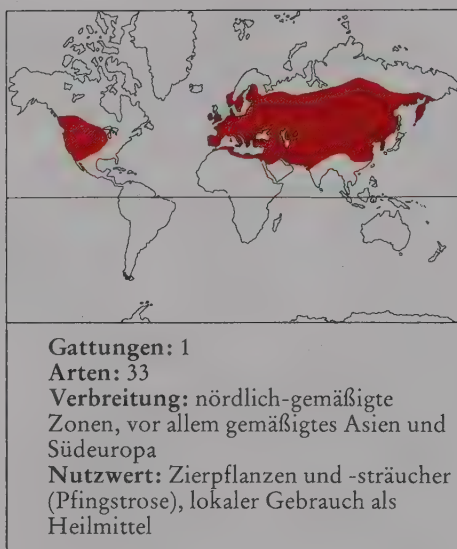 Gattungen: 1
Arten: 33
Verbreitung: nördlich-gemäßigte
Zonen, vor allem gemäßigtes Asien und
Südeuropa
Nutzwert: Zierpflanzen und -sträucher
(Pfingstrose), lokaler Gebrauch als
Heilmittel